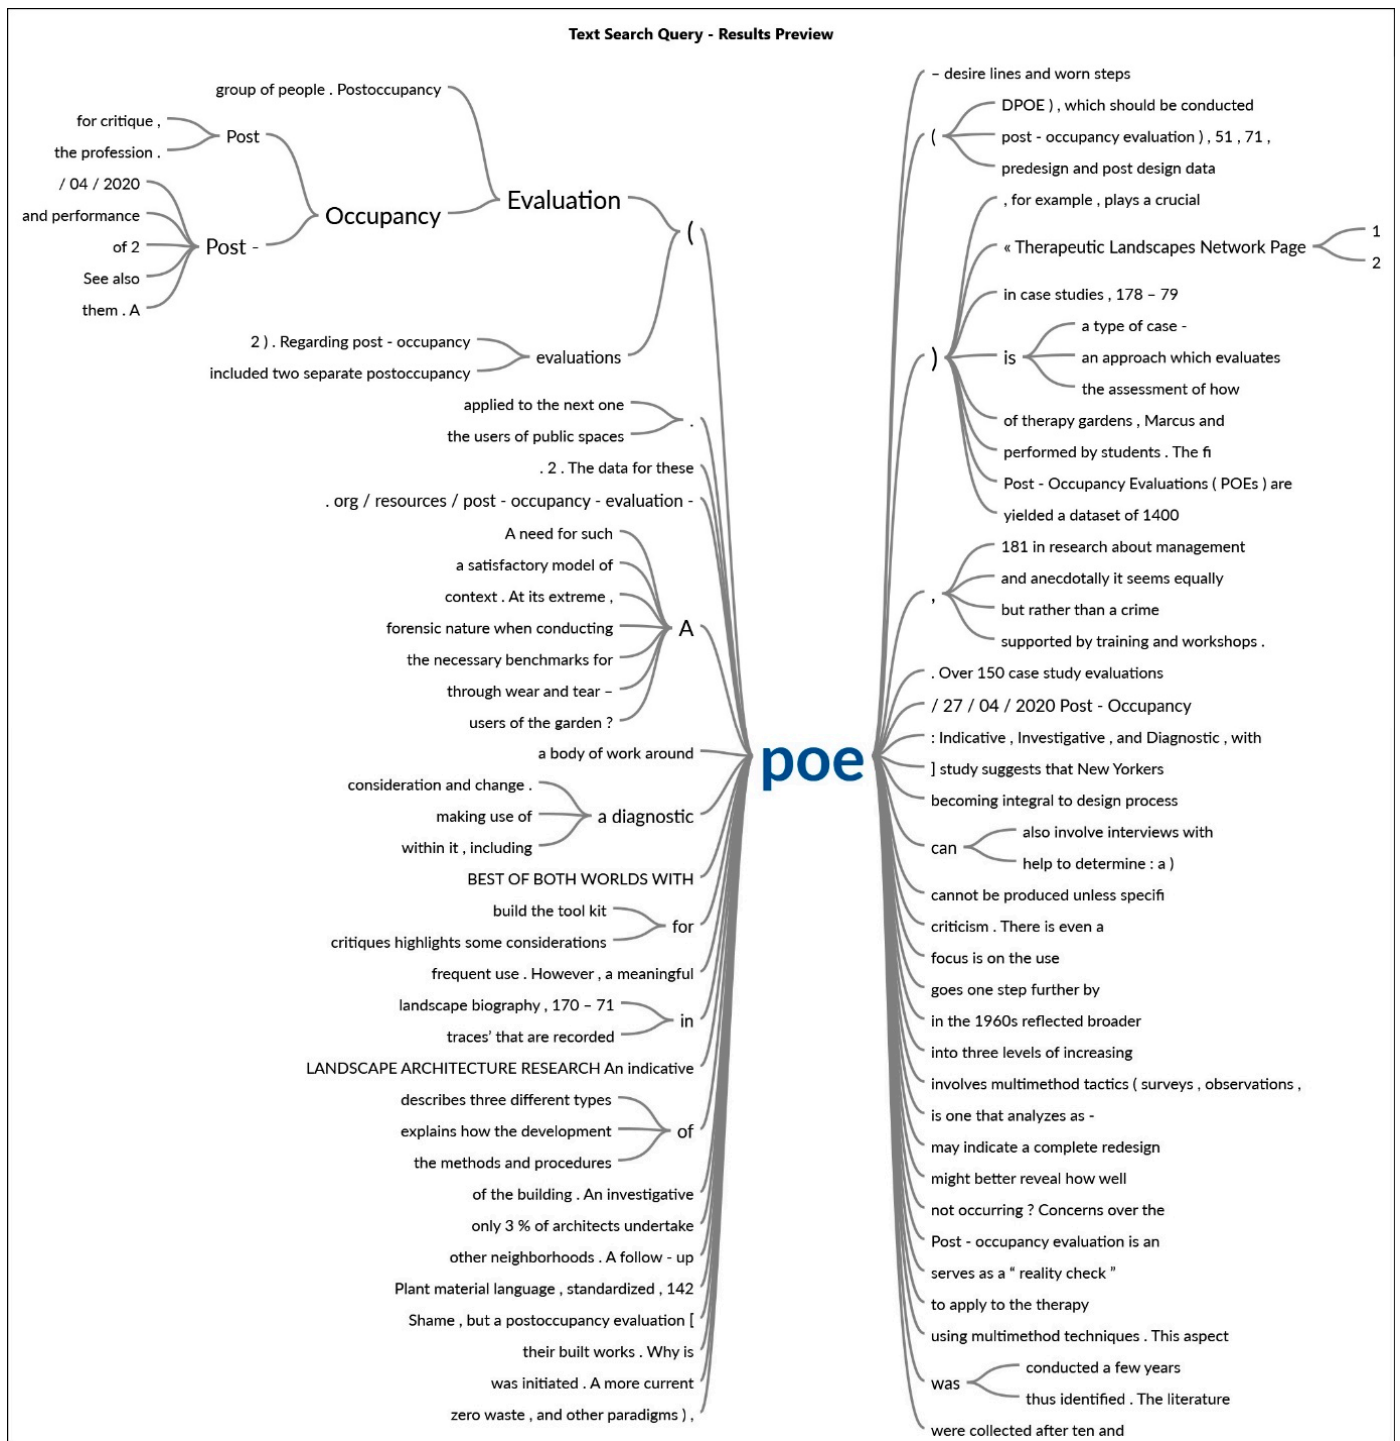 Text Search Query - Results Preview
group of people . Postoccupancy
for critique ,
the profession .
Post
/ 04 / 2020
and performance
of 2
See also
them . A
Post -
Occupancy
Evaluation
2 ) . Regarding post - occupancy
included two separate postoccupancy
evaluations
(
applied to the next one
the users of public spaces
.
. 2 . The data for these
. org / resources / post - occupancy - evaluation -
A need for such
a satisfactory model of
context . At its extreme ,
forensic nature when conducting
the necessary benchmarks for
through wear and tear –
users of the garden ?
A
a body of work around
consideration and change .
making use of
within it , including
a diagnostic
BEST OF BOTH WORLDS WITH
build the tool kit
critiques highlights some considerations
for
frequent use . However , a meaningful
landscape biography , 170 – 71
traces’ that are recorded
in
LANDSCAPE ARCHITECTURE RESEARCH An indicative
describes three different types
explains how the development
the methods and procedures
of
of the building . An investigative
only 3 % of architects undertake
other neighborhoods . A follow - up
Plant material language , standardized , 142
Shame , but a postoccupancy evaluation [
their built works . Why is
was initiated . A more current
zero waste , and other paradigms ) ,
poe
– desire lines and worn steps
(
DPOE ) , which should be conducted
post - occupancy evaluation ) , 51 , 71 ,
predesign and post design data
)
, for example , plays a crucial
« Therapeutic Landscapes Network Page
1
2
in case studies , 178 – 79
is
a type of case -
an approach which evaluates
the assessment of how
of therapy gardens , Marcus and
performed by students . The fi
Post - Occupancy Evaluations ( POEs ) are
yielded a dataset of 1400
,
181 in research about management
and anecdotally it seems equally
but rather than a crime
supported by training and workshops .
. Over 150 case study evaluations
/ 27 / 04 / 2020 Post - Occupancy
: Indicative , Investigative , and Diagnostic , with
] study suggests that New Yorkers
becoming integral to design process
can
also involve interviews with
help to determine : a )
cannot be produced unless specifi
criticism . There is even a
focus is on the use
goes one step further by
in the 1960s reflected broader
into three levels of increasing
involves multimethod tactics ( surveys , observations ,
is one that analyzes as -
may indicate a complete redesign
might better reveal how well
not occurring ? Concerns over the
Post - occupancy evaluation is an
serves as a “ reality check ”
to apply to the therapy
using multimethod techniques . This aspect
was
conducted a few years
thus identified . The literature
were collected after ten and